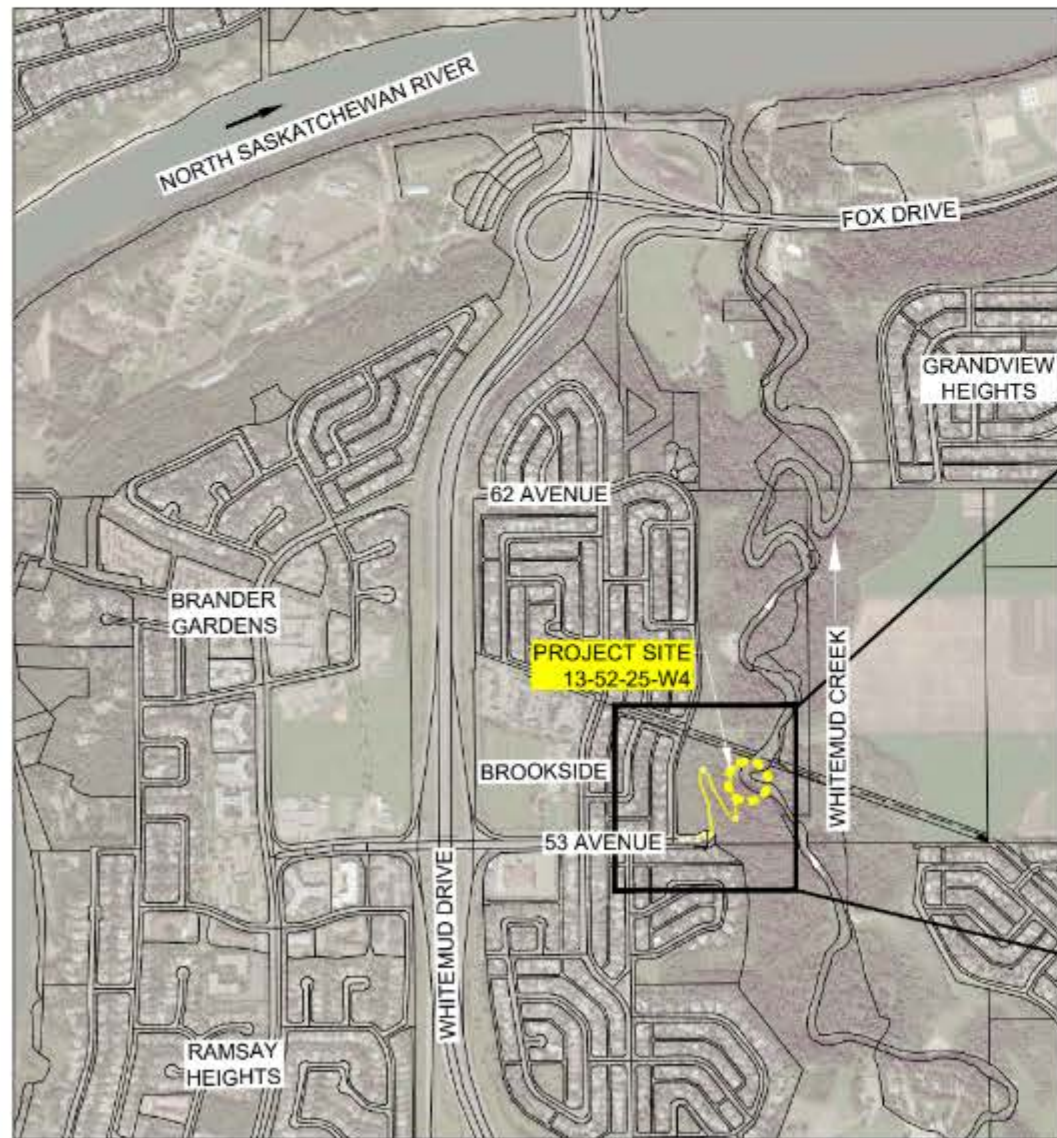 NORTH SASKATCHEWAN RIVER
FOX DRIVE
GRANDVIEW
HEIGHTS
62 AVENUE
BRANDER
GARDENS
PROJECT SITE
13-52-25-W4
WHITEMUD CREEK
BROOKSIDE
53 AVENUE
WHITEMUD DRIVE
RAMSAY
HEIGHTS